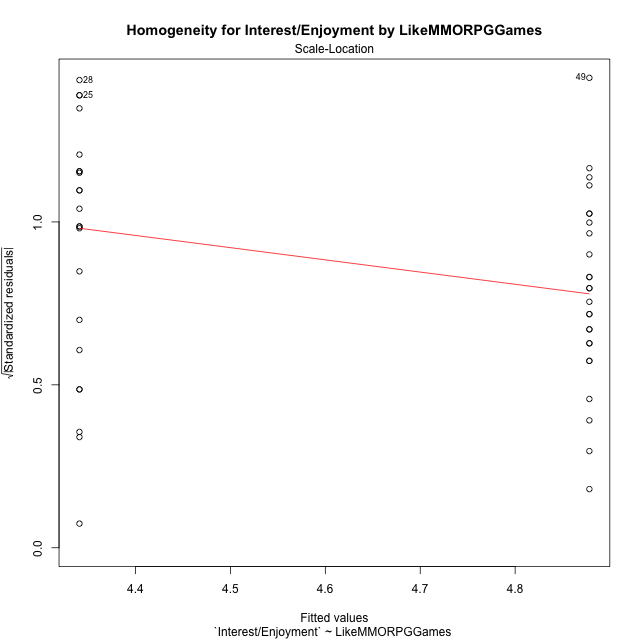 Homogeneity for Interest/Enjoyment by LikeMMORPGGames
Scale-Location
28
25
49
1.0
0.5
0.0
√|Standardized residuals|
4.4 4.5 4.6 4.7 4.8
Fitted values
`Interest/Enjoyment` ~ LikeMMORPGGames